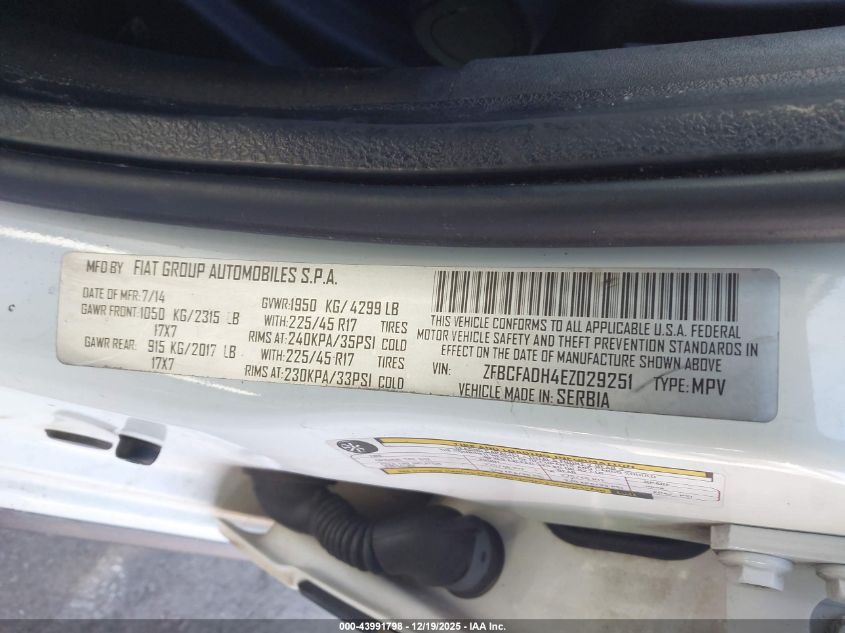 MFD BY FIAT GROUP AUTOMOBILES S.P.A.
DATE OF MFR: 7/14 GVWR: 1950 KG/ 4299 LB
GAWR FRONT: 1050 KG/2315 LB WITH: 225/45 R17 TIRES
17X7 RIMS AT: 240KPA/35PSI COLD
GAWR REAR: 915 KG/2017 LB WITH: 225/45 R17 TIRES
17X7 RIMS AT: 230KPA/33PSI COLD
THIS VEHICLE CONFORMS TO ALL APPLICABLE U.S.A. FEDERAL
MOTOR VEHICLE SAFETY AND THEFT PREVENTION STANDARDS IN
EFFECT ON THE DATE OF MANUFACTURE SHOWN ABOVE
VIN: ZFBCFADH4EZ029251 TYPE: MPV
VEHICLE MADE IN: SERBIA
TIRE AND LOADING INFORMATION
000-43991798 - 12/19/2025 - IAA Inc.